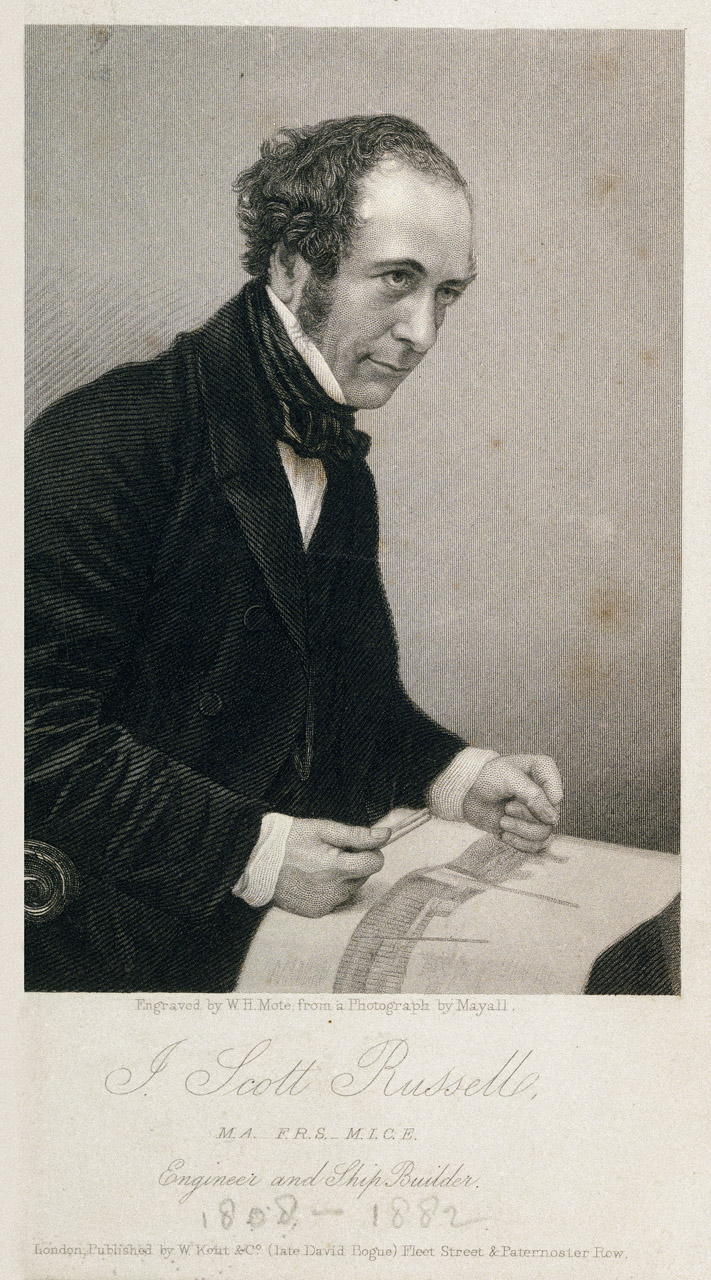 Engraved by W. H. Mote from a Photograph by Mayall.
J. Scott Russell,
M.A. F.R.S. M.I.C.E.
Engineer and Ship Builder.
1808 - 1882
London, Published by W. Kent & Co. (late David Bogue) Fleet Street & Paternoster Row.